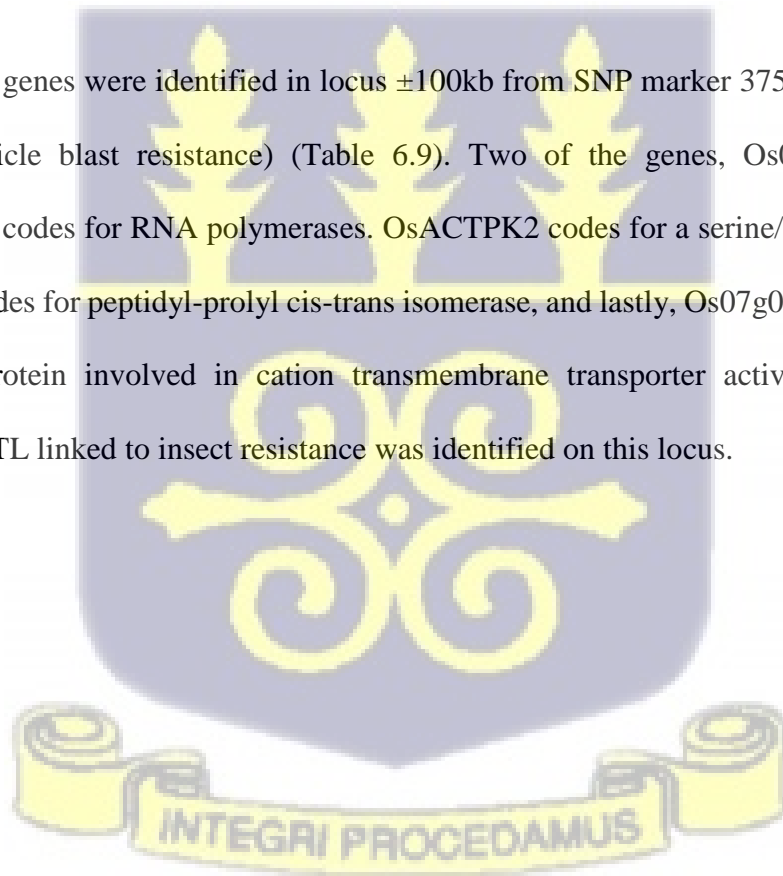 genes were identified in locus ±100kb from SNP marker 375
icle blast resistance) (Table 6.9). Two of the genes,
codes for RNA polymerases. OsACTPK2 codes for a serine/
des for peptidyl-prolyl cis-trans isomerase, and lastly, Os07g0
rotein involved in cation transmembrane transporter activ
TL linked to insect resistance was identified on this locus.
INTEGRI PROCEDAMUS